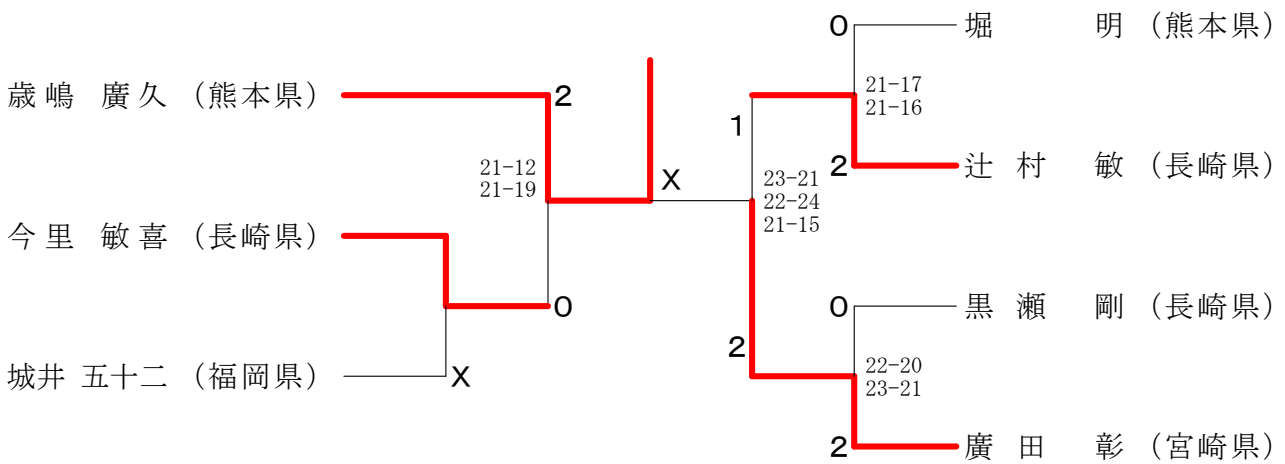 歳嶋 廣久 (熊本県)
今里 敏喜 (長崎県)
城井 五十二 (福岡県)
X
2
21-12
21-19
0
X
1
23-21
22-24
21-15
2
0
堀 明 (熊本県)
21-17
21-16
2
辻村 敏 (長崎県)
0
黒瀬 剛 (長崎県)
22-20
23-21
2
廣田 彰 (宮崎県)